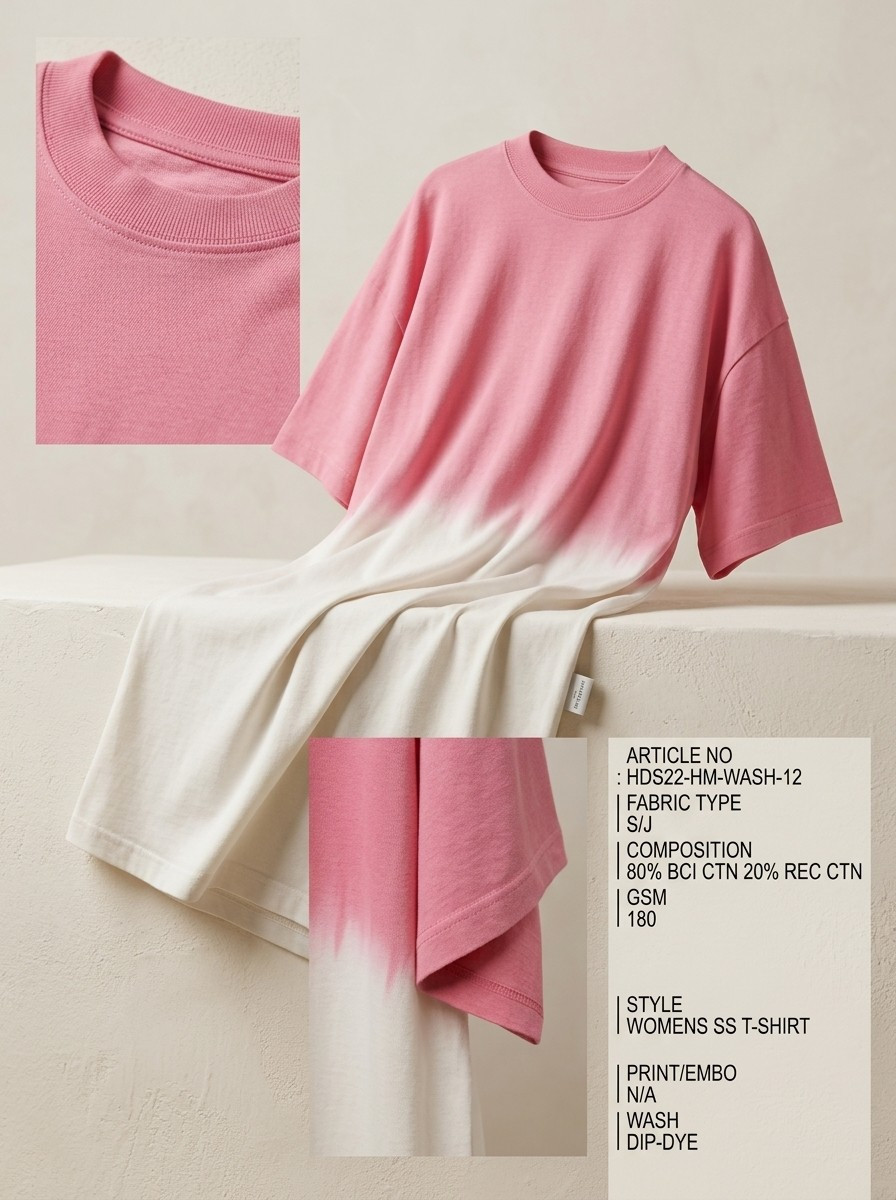 ARTICLE NO
: HDS22-HM-WASH-12
FABRIC TYPE
S/J
COMPOSITION
80% BCI CTN 20% REC CTN
GSM
180
STYLE
WOMENS SS T-SHIRT
PRINT/EMBO
N/A
WASH
DIP-DYE